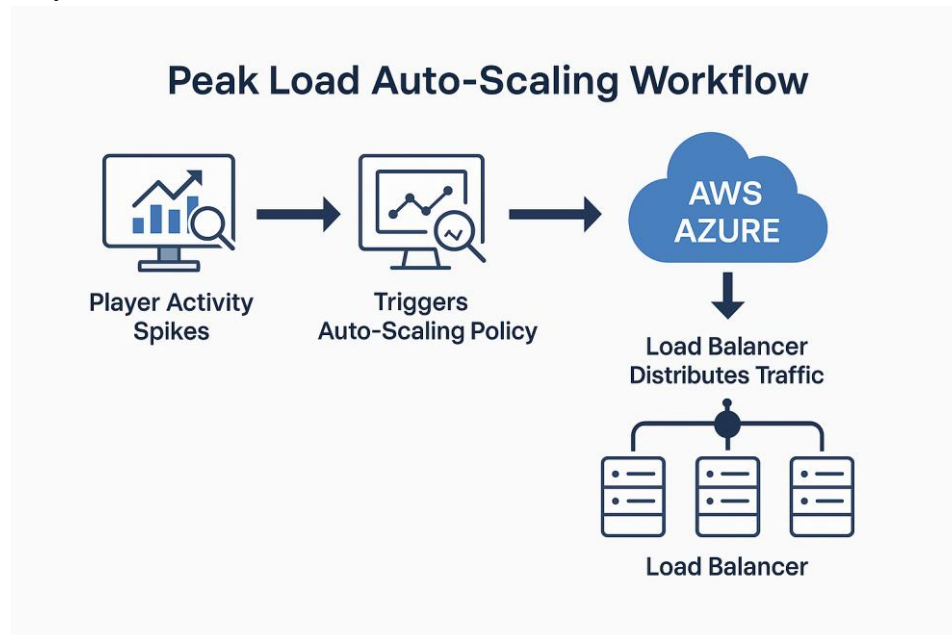 Peak Load Auto-Scaling Workflow
Player Activity
Spikes
Triggers
Auto-Scaling Policy
AWS
AZURE
Load Balancer
Distributes Traffic
Load Balancer